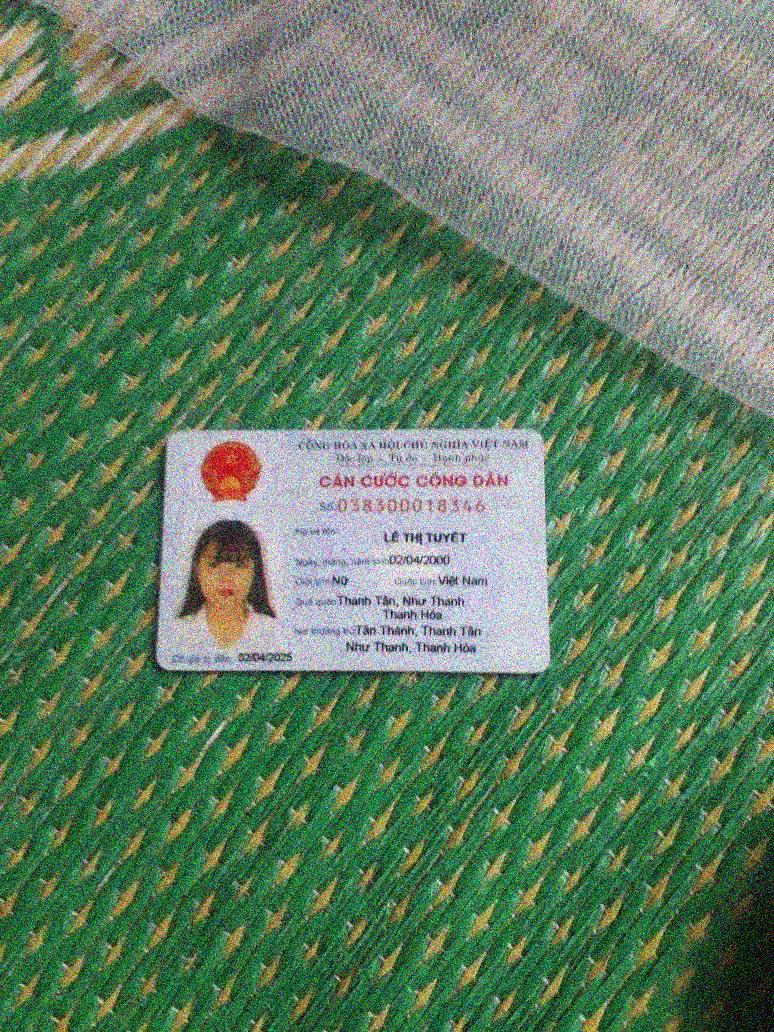 CỘNG HÒA XÃ HỘI CHỦ NGHĨA VIỆT NAM
Độc lập - Tự do - Hạnh phúc
CĂN CƯỚC CÔNG DÂN
Số 038300018346
Họ và tên:
LÊ THỊ TUYẾT
Ngày, tháng, năm sinh: 02/04/2000
Giới tính: Nữ Quốc tịch: Việt Nam
Quê quán: Thanh Tân, Như Thanh
Thanh Hóa
Nơi thường trú: Tân Thành, Thanh Tân
Như Thanh, Thanh Hóa
Có giá trị đến: 02/04/2025